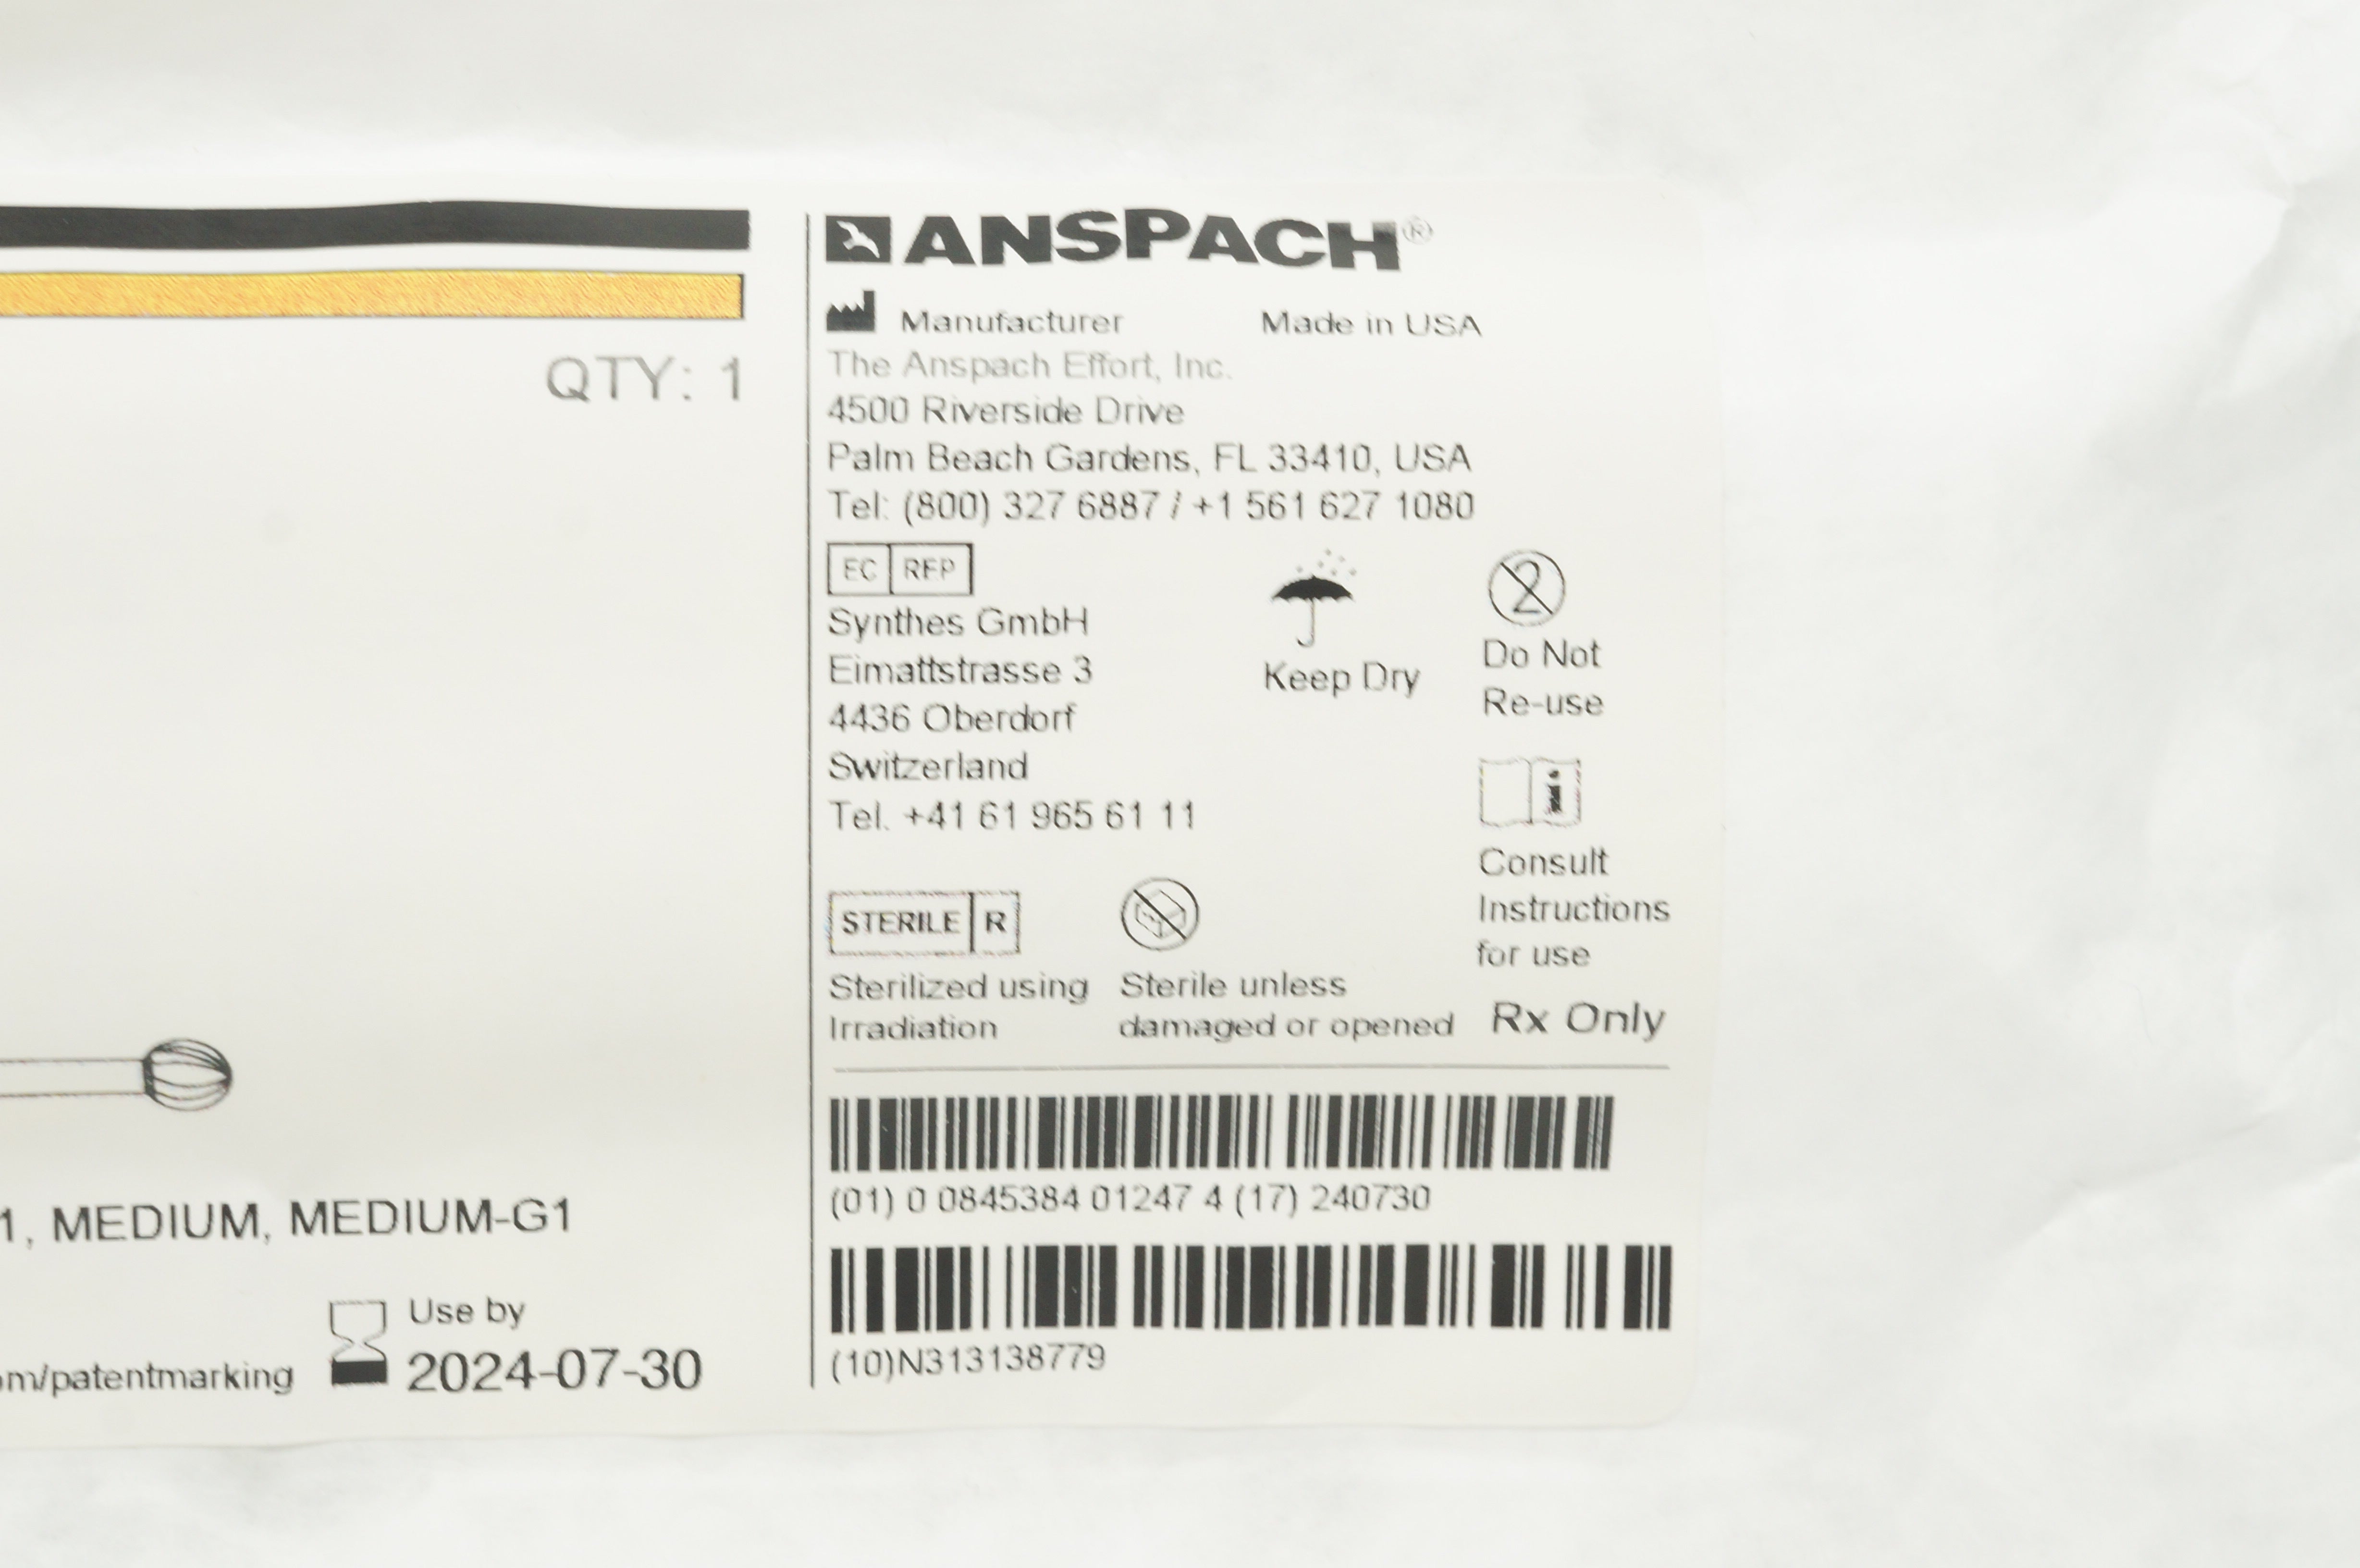 QTY: 1
1, MEDIUM, MEDIUM-G1
Use by
2024-07-30
m/patentmarking
ANSPACH®
Manufacturer Made in USA
The Anspach Effort, Inc.
4500 Riverside Drive
Palm Beach Gardens, FL 33410, USA
Tel: (800) 327 6887 / +1 561 627 1080
EC REP
Synthes GmbH
Eimattstrasse 3
4436 Oberdorf
Switzerland
Tel. +41 61 965 61 11
Keep Dry
2
Do Not
Re-use
i
Consult
Instructions
for use
STERILE R
Sterilized using
Irradiation
Sterile unless
damaged or opened
Rx Only
(01) 0 0845384 01247 4 (17) 240730
(10)N313138779